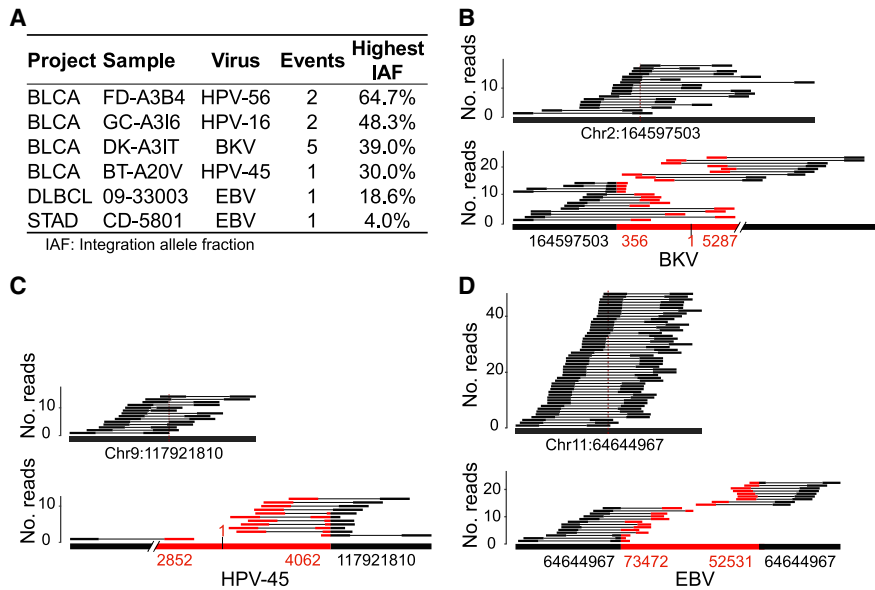 A
Project Sample Virus Events Highest IAF
BLCA FD-A3B4 HPV-56 2 64.7%
BLCA GC-A3I6 HPV-16 2 48.3%
BLCA DK-A3IT BKV 5 39.0%
BLCA BT-A20V HPV-45 1 30.0%
DLBCL 09-33003 EBV 1 18.6%
STAD CD-5801 EBV 1 4.0%
IAF: Integration allele fraction
B
No. reads
10
0
Chr2:164597503
No. reads
20
10
0
164597503 356 1 5287
BKV
C
No. reads
10
0
Chr9:117921810
No. reads
10
0
1
2852 4062 117921810
HPV-45
D
No. reads
40
20
0
Chr11:64644967
No. reads
20
10
0
64644967 73472 52531 64644967
EBV